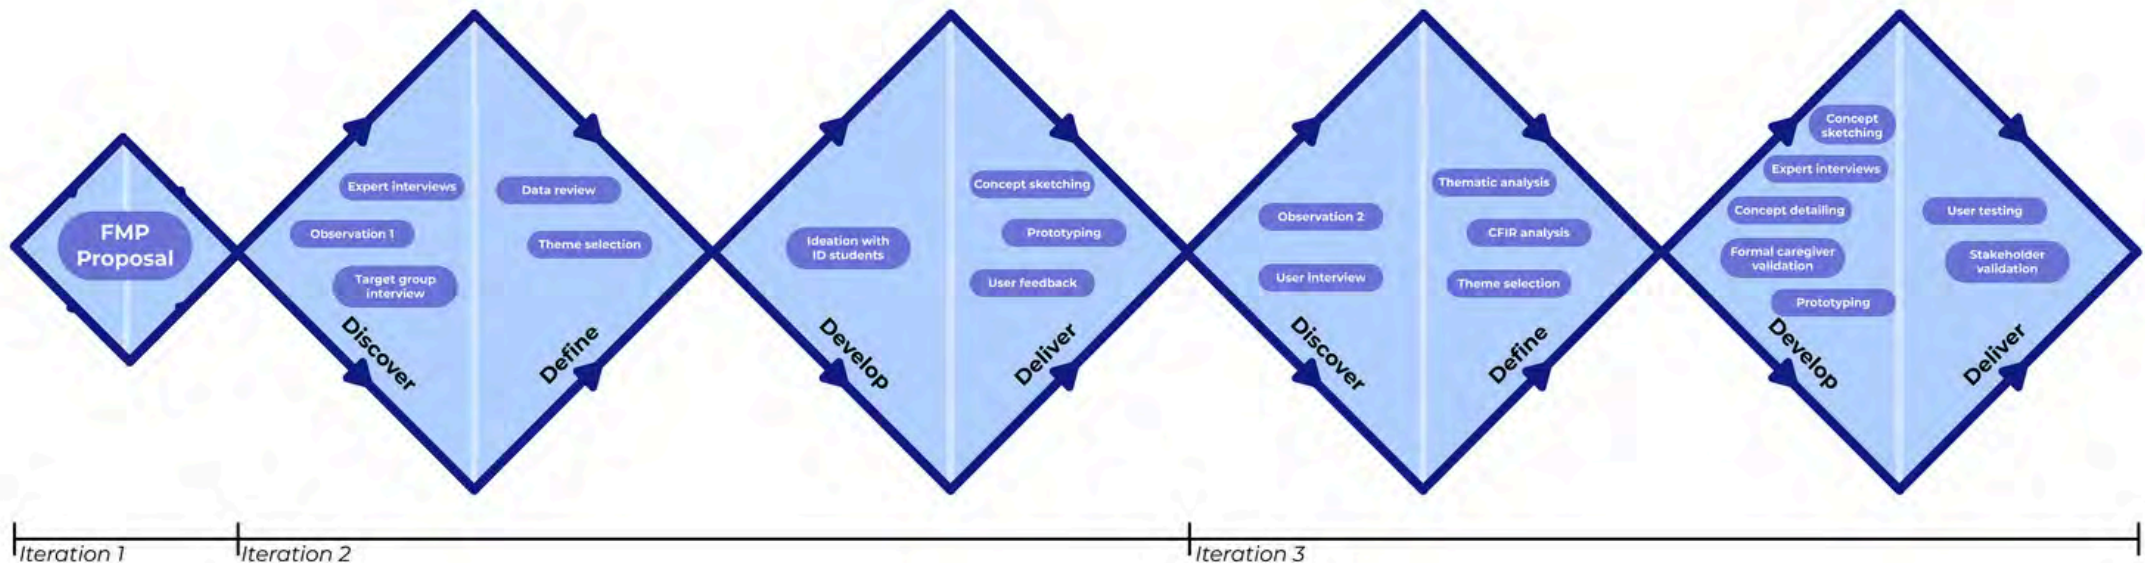 FMP
Proposal
Expert interviews
Observation 1
Target group
interview
Discover
Data review
Theme selection
Define
Ideation with
ID students
Develop
Concept sketching
Prototyping
User feedback
Deliver
Observation 2
User interview
Discover
Thematic analysis
CFIR analysis
Theme selection
Define
Concept
sketching
Expert interviews
Concept detailing
Formal caregiver
validation
Prototyping
Develop
User testing
Stakeholder
validation
Deliver
Iteration 1
Iteration 2
Iteration 3